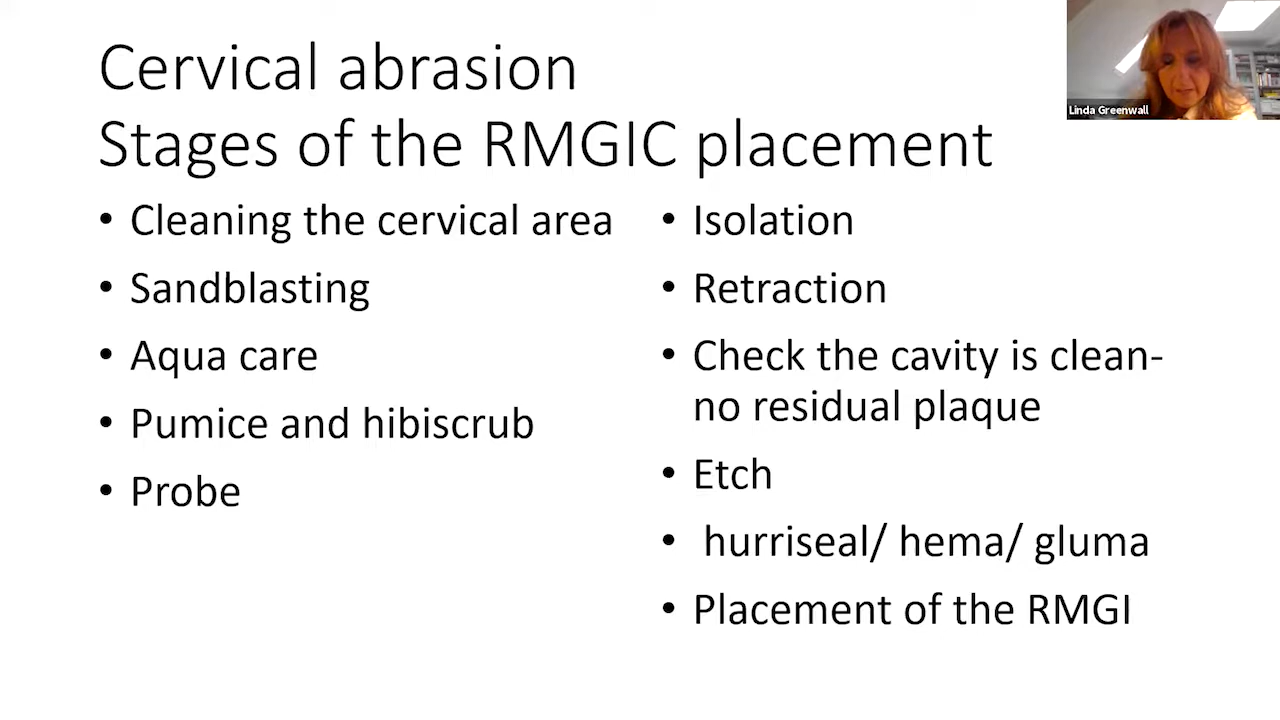 Cervical abrasion
Stages of the RMGIC placement
• Cleaning the cervical area
• Sandblasting
• Aqua care
• Pumice and hibiscrub
• Probe
• Isolation
• Retraction
• Check the cavity is clean-
no residual plaque
• Etch
• hurriseal/ hema/ gluma
• Placement of the RMGI
Linda Greenwall